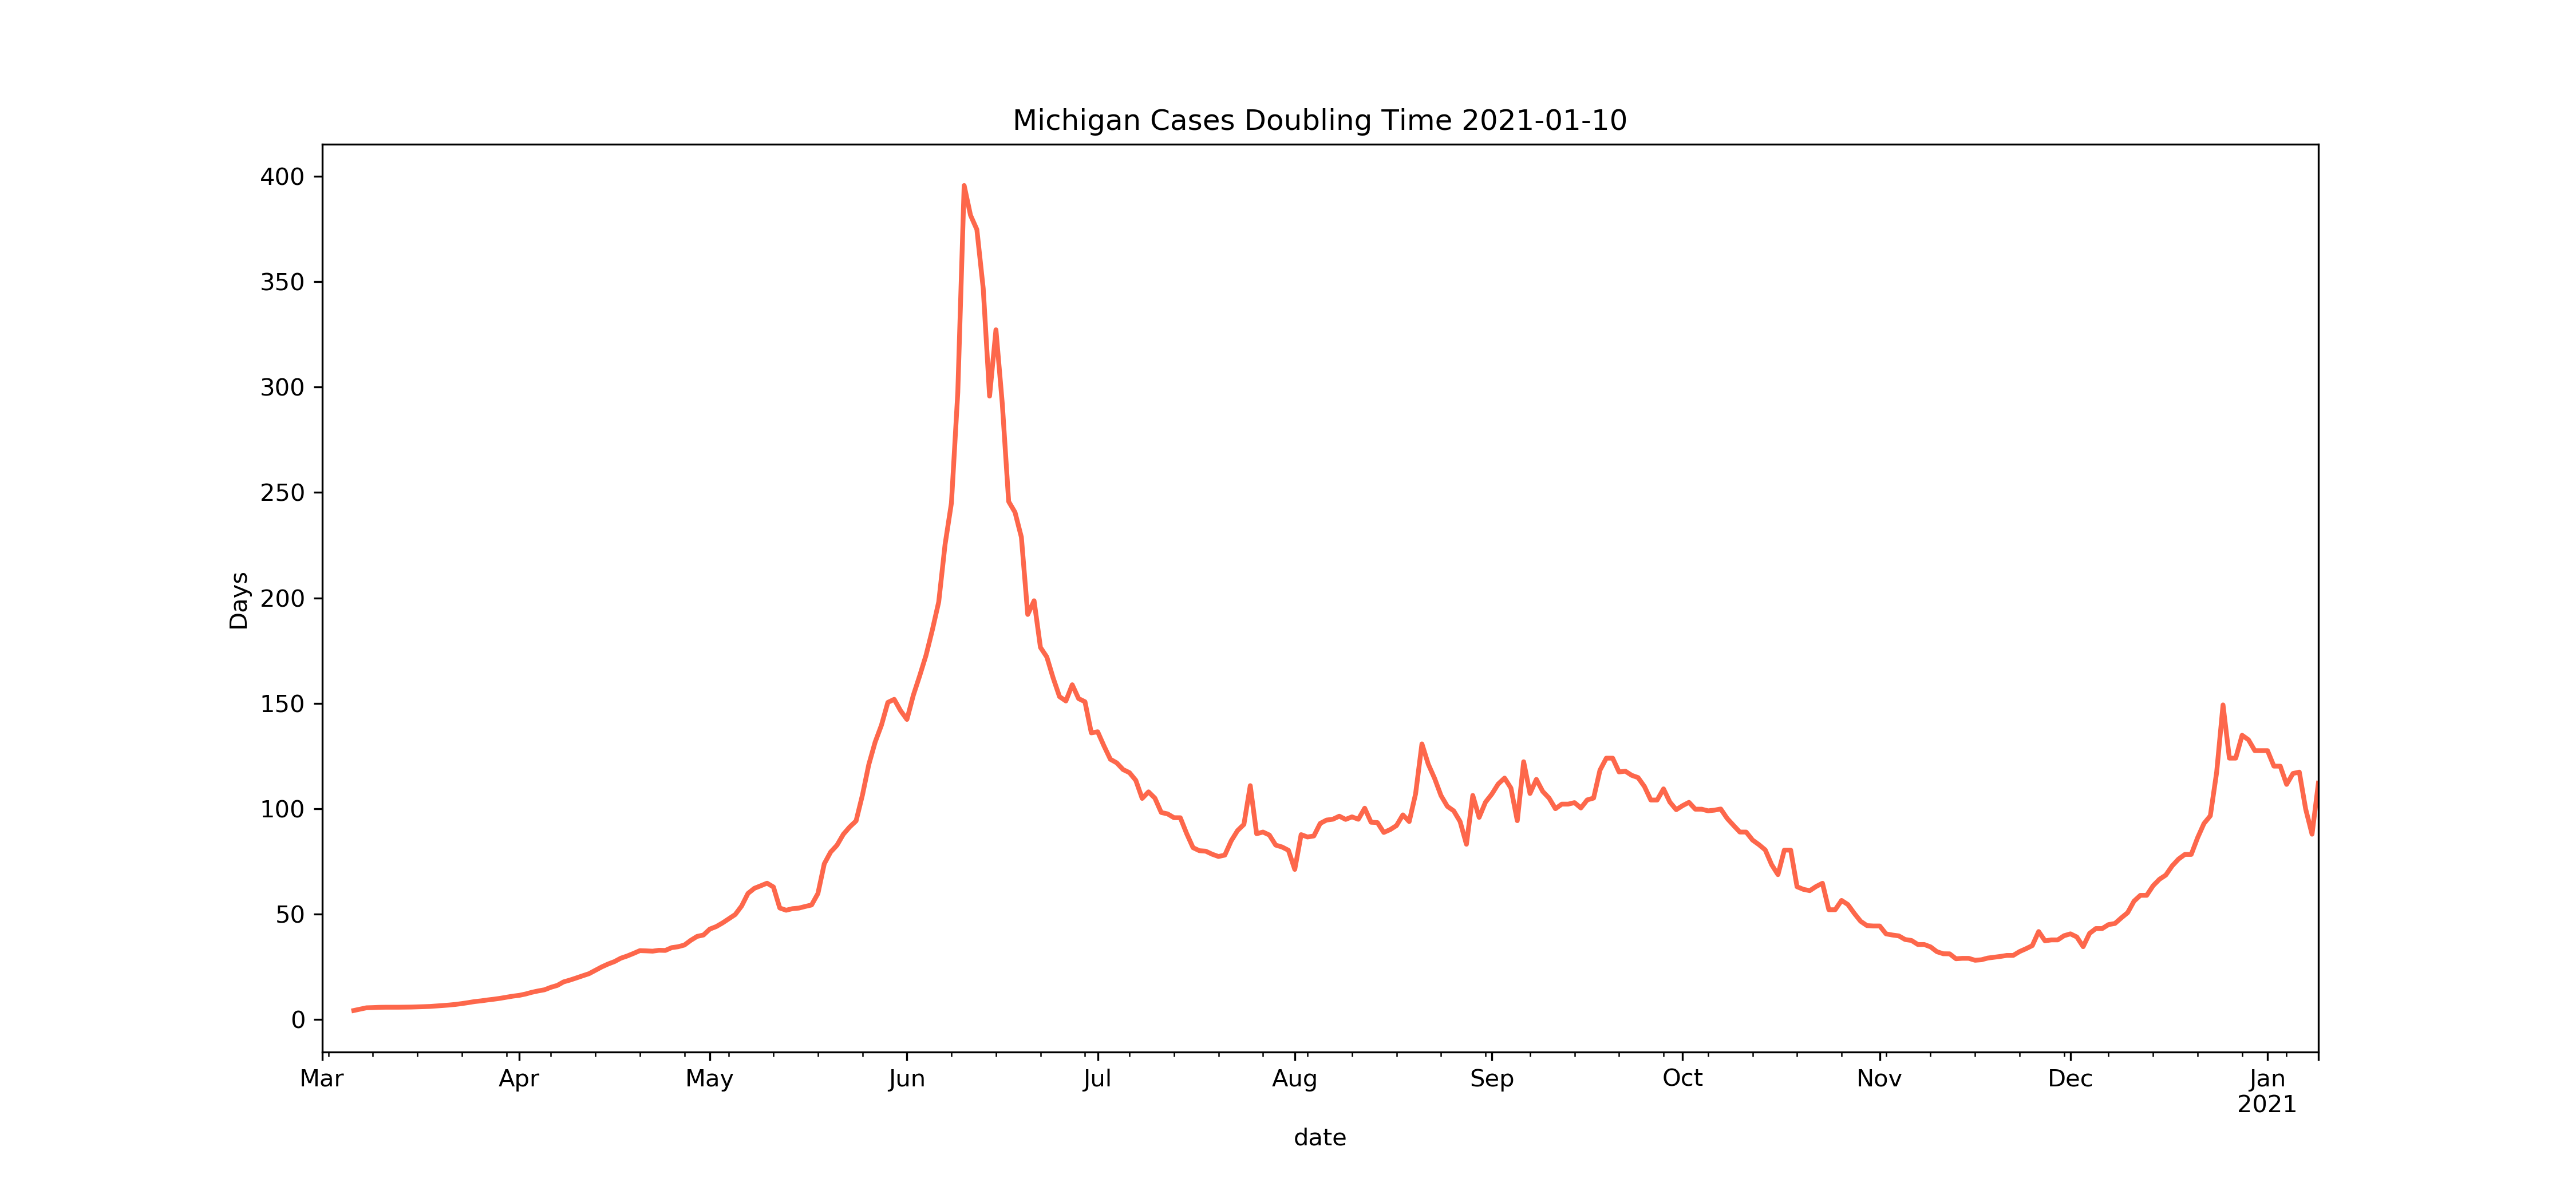 Michigan Cases Doubling Time 2021-01-10
400
350
300
250
200
150
100
50
0
Days
Mar Apr May Jun Jul Aug Sep Oct Nov Dec Jan
2021
date